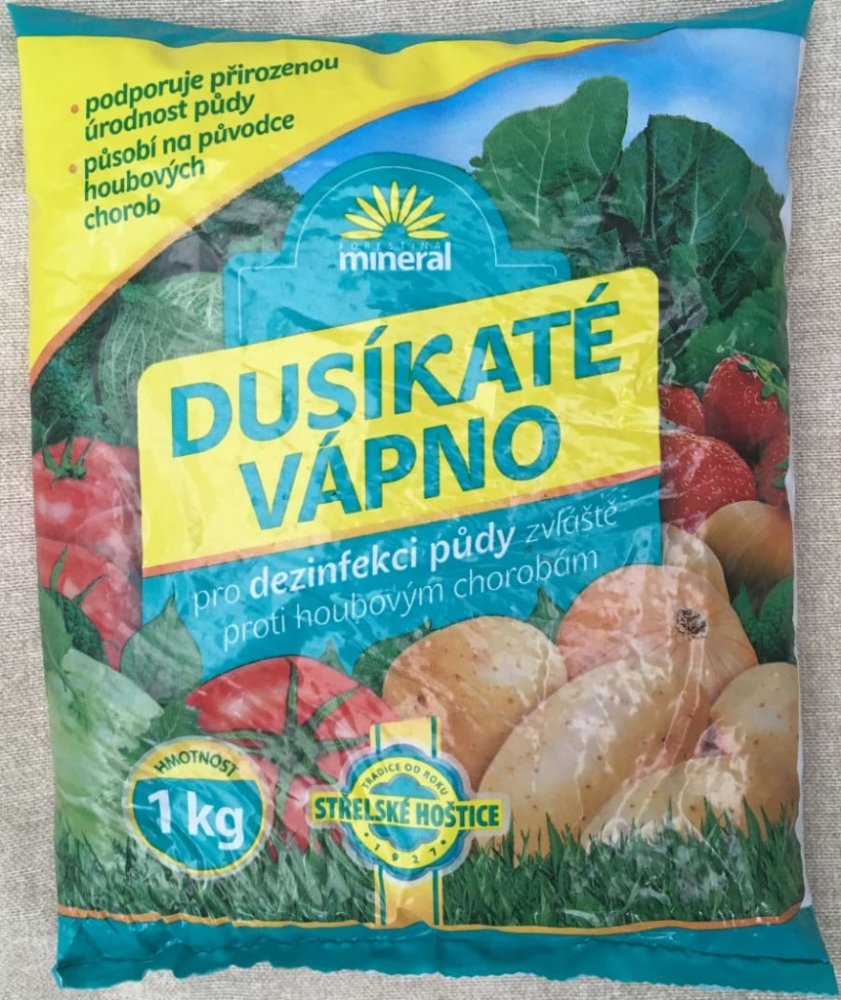 • podporuje přirozenou
úrodnost půdy
• působí na původce
houbových
chorob
FORESTINA
mineral
DUSÍKATÉ
VÁPNO
pro dezinfekci půdy zvláště
proti houbovým chorobám
HMOTNOST
1 kg
TRADICE OD ROKU
STŘELSKÉ HOŠTICE
• 1927 •